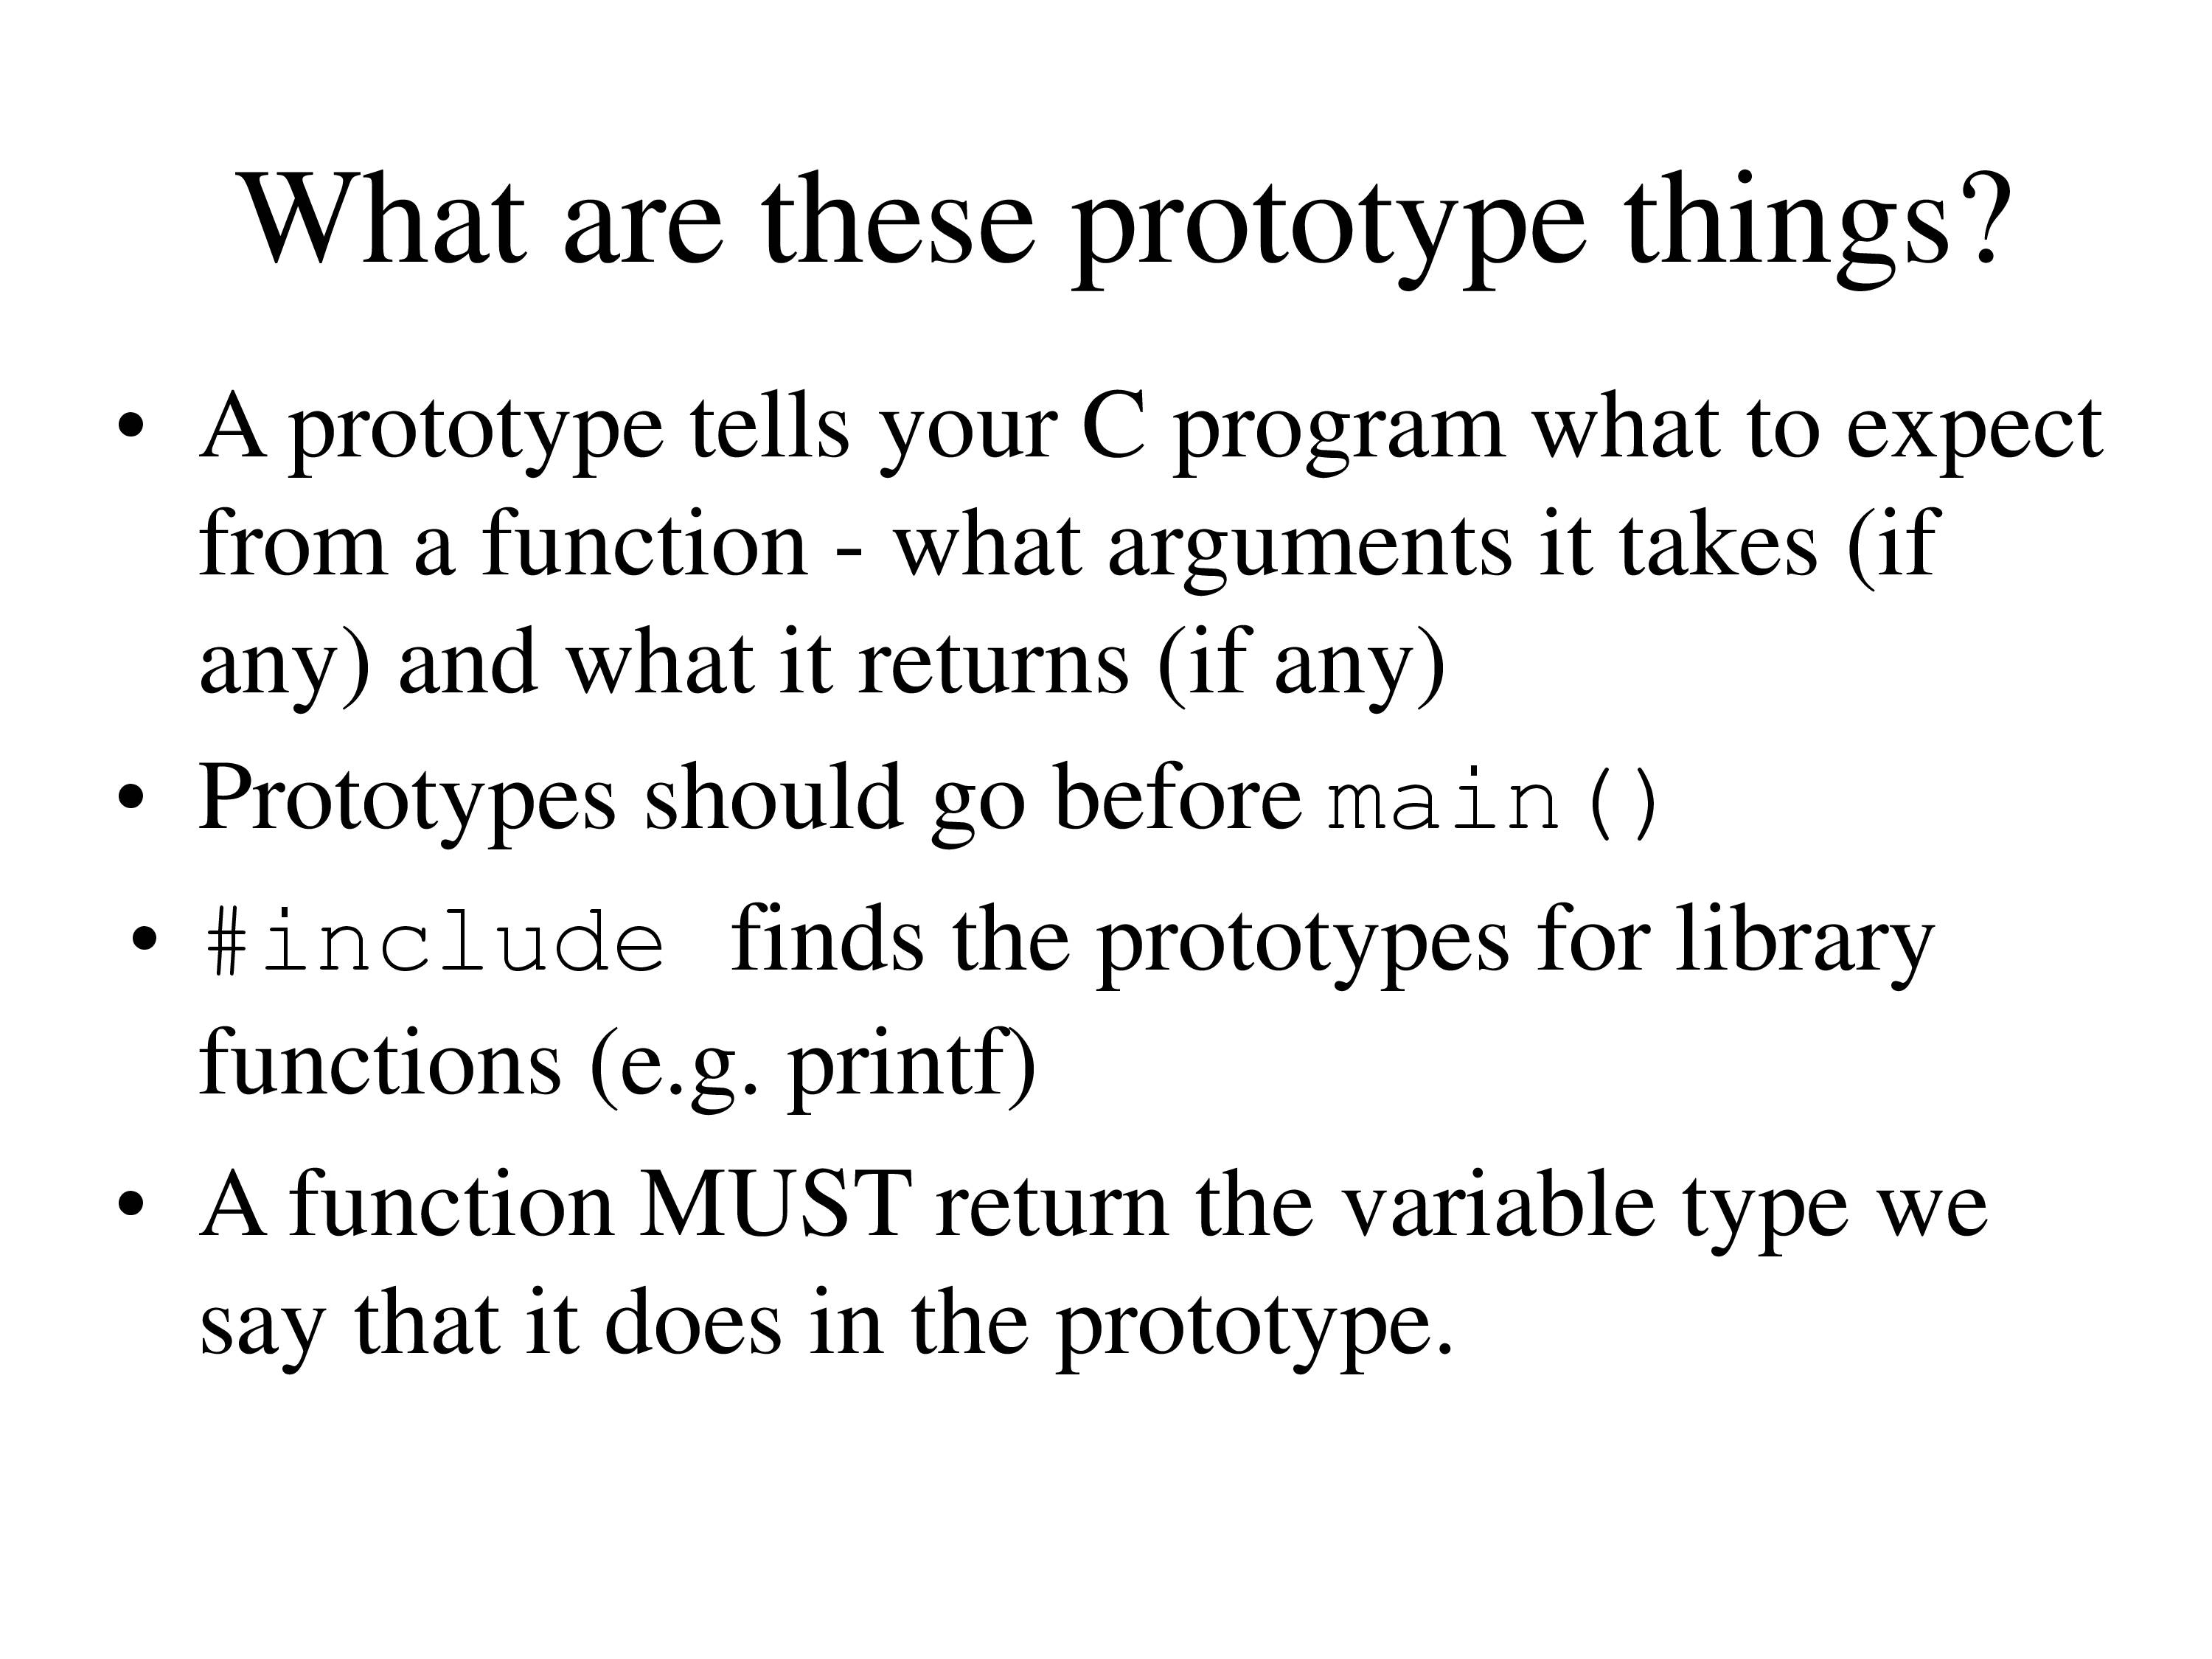 What are these prototype things?
• A prototype tells your C program what to expect
from a function - what arguments it takes (if
any) and what it returns (if any)
• Prototypes should go before main()
• #include finds the prototypes for library
functions (e.g. printf)
• A function MUST return the variable type we
say that it does in the prototype.